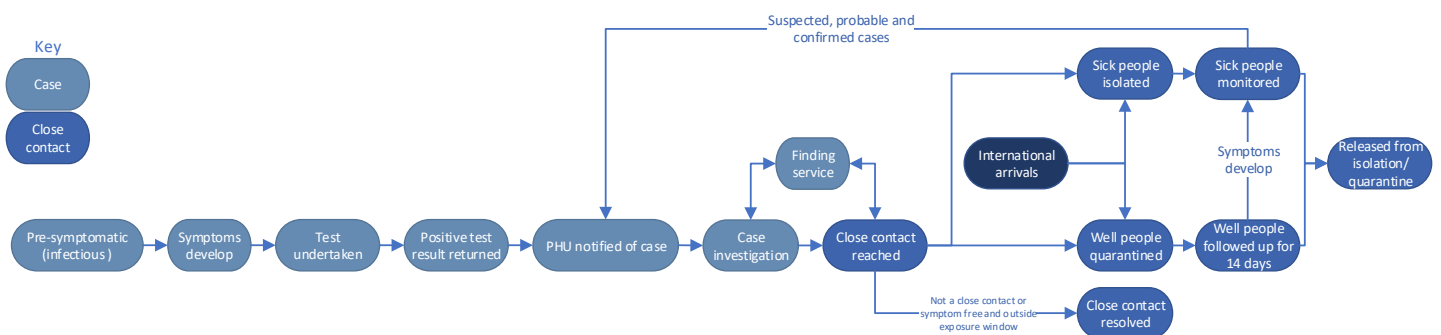 Suspected, probable and
confirmed cases
Key
Case
Close
contact
Sick people
isolated
Sick people
monitored
Finding
service
International
arrivals
Symptoms
develop
Released from
isolation/
quarantine
Pre-symptomatic
(infectious )
Symptoms
develop
Test
undertaken
Positive test
result returned
PHU notified of case
Case
investigation
Close contact
reached
Well people
quarantined
Well people
followed up for
14 days
Not a close contact or
symptom free and outside
exposure window
Close contact
resolved